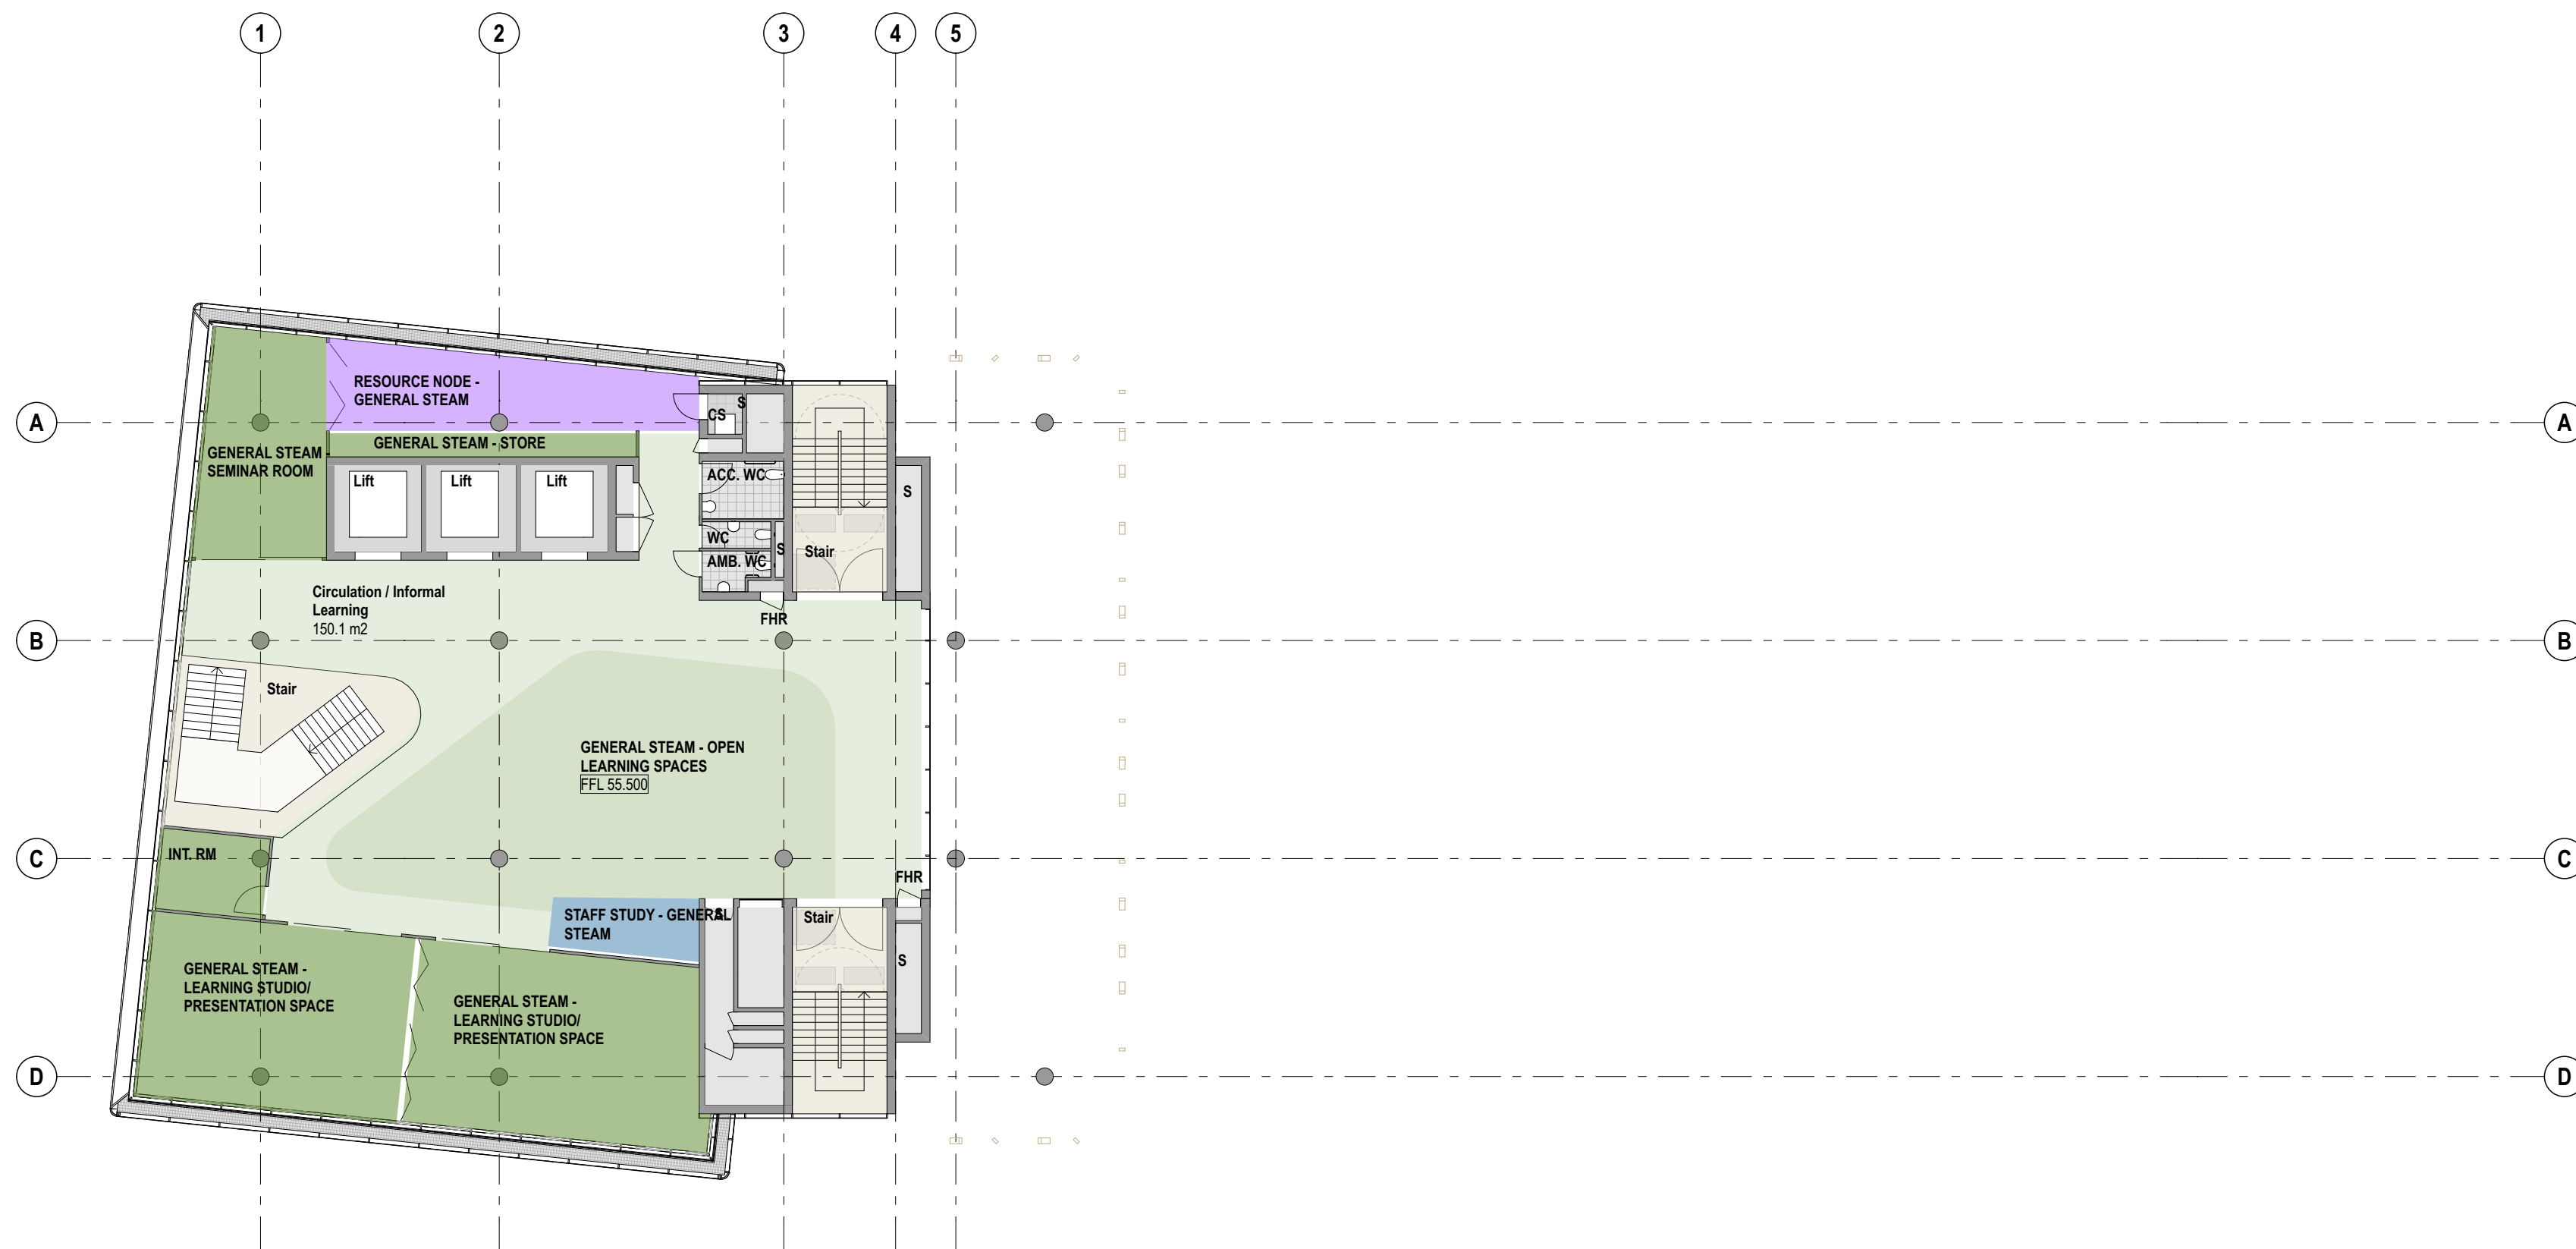 1
2
3
4
5
A
A
RESOURCE NODE -
GENERAL STEAM
CS
S
GENERAL STEAM - STORE
GENERAL STEAM -
SEMINAR ROOM
Lift
Lift
Lift
ACC. WC
S
WC
S
Stair
AMB. WC
Circulation / Informal
Learning
150.1 m2
FHR
B
B
Stair
GENERAL STEAM - OPEN
LEARNING SPACES
FFL 55.500
INT. RM
C
C
FHR
STAFF STUDY - GENERAL
STEAM
S
Stair
S
GENERAL STEAM -
LEARNING STUDIO/
PRESENTATION SPACE
GENERAL STEAM -
LEARNING STUDIO/
PRESENTATION SPACE
D
D